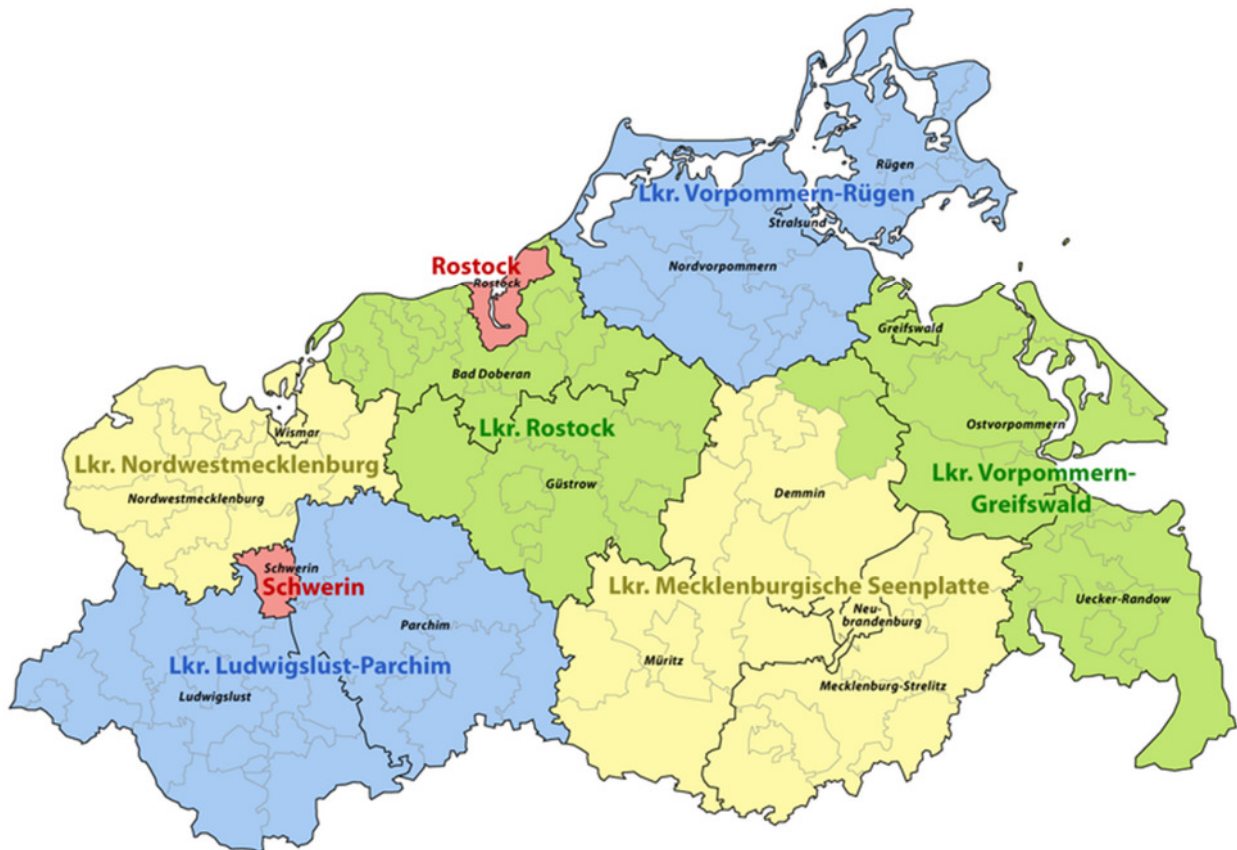 Rügen
Lkr. Vorpommern-Rügen
Stralsund
Nordvorpommern
Rostock
Rostock
Greifswald
Bad Doberan
Ostvorpommern
Lkr. Rostock
Wismar
Lkr. Nordwestmecklenburg
Nordwestmecklenburg
Güstrow
Demmin
Lkr. Vorpommern-
Greifswald
Schwerin
Schwerin
Lkr. Mecklenburgische Seenplatte
Uecker-Randow
Neu-
brandenburg
Parchim
Lkr. Ludwigslust-Parchim
Ludwigslust
Müritz
Mecklenburg-Strelitz